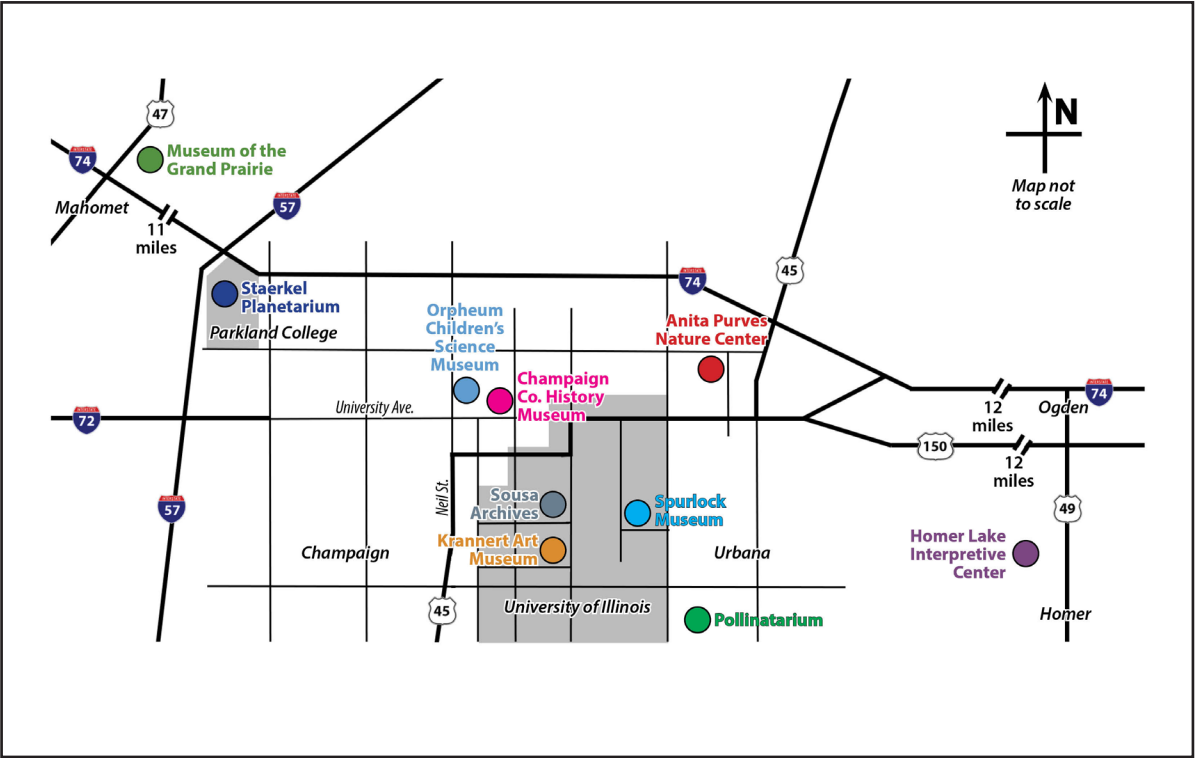 47
74
Museum of the
Grand Prairie
Mahomet
11
miles
57
N
Map not
to scale
45
74
Staerkel
Planetarium
Parkland College
Orpheum
Children's
Science
Museum
Anita Purves
Nature Center
Champaign
Co. History
Museum
University Ave.
72
12
miles
Ogden
74
150
12
miles
57
Neil St.
Sousa
Archives
Spurlock
Museum
49
Krannert Art
Museum
Champaign
Urbana
Homer Lake
Interpretive
Center
45
University of Illinois
Pollinatarium
Homer